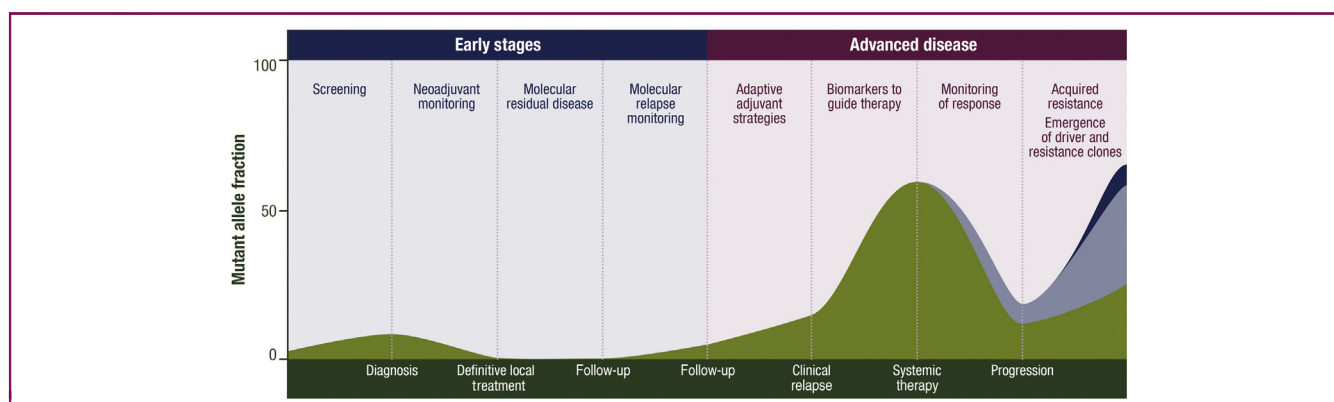 Early stages
Advanced disease
100
Screening
Neoadjuvant
monitoring
Molecular
residual disease
Molecular
relapse
monitoring
Adaptive
adjuvant
strategies
Biomarkers to
guide therapy
Monitoring
of response
Acquired
resistance
Emergence
of driver and
resistance clones
Mutant allele fraction
50
0
Diagnosis
Definitive local
treatment
Follow-up
Follow-up
Clinical
relapse
Systemic
therapy
Progression